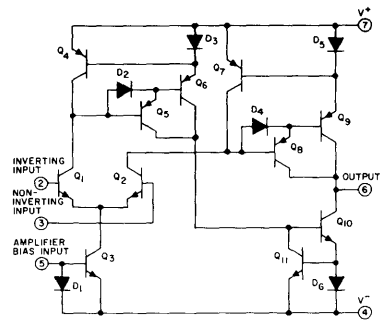 V+
7
Q4
D3
D5
Q7
D2
Q6
Q5
D4
Q9
Q8
INVERTING
INPUT
2
Q1
Q2
OUTPUT
6
NON-
INVERTING
INPUT
3
Q10
AMPLIFIER
BIAS INPUT
5
Q3
Q11
D1
D6
V-
4